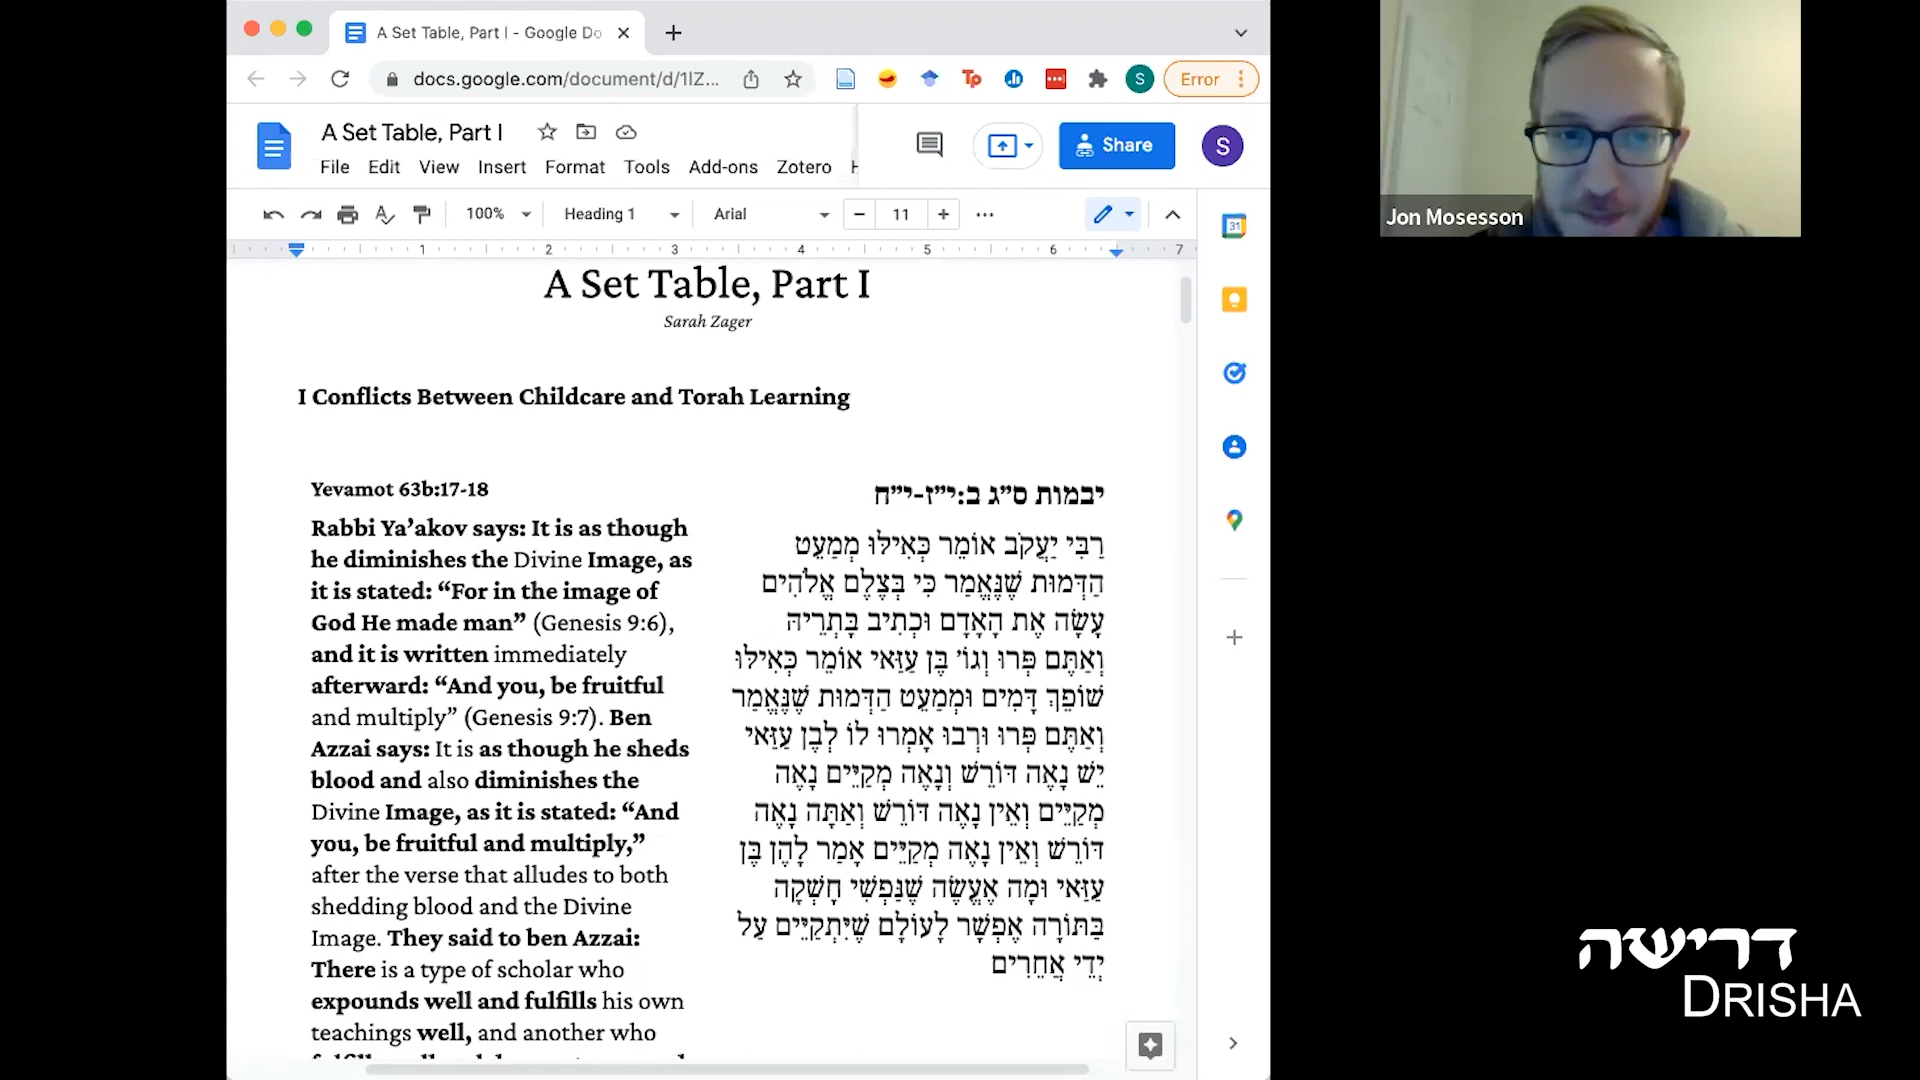 A Set Table, Part I - Google Do
docs.google.com/document/d/1lZ...
S
Error
A Set Table, Part I
File Edit View Insert Format Tools Add-ons Zotero H
Share
S
100% Heading 1 Arial 11
1 2 3 4 5 6 7
31
A Set Table, Part I
Sarah Zager
I Conflicts Between Childcare and Torah Learning
Yevamot 63b:17-18
Rabbi Ya’akov says: It is as though
he diminishes the Divine Image, as
it is stated: “For in the image of
God He made man” (Genesis 9:6),
and it is written immediately
afterward: “And you, be fruitful
and multiply” (Genesis 9:7). Ben
Azzai says: It is as though he sheds
blood and also diminishes the
Divine Image, as it is stated: “And
you, be fruitful and multiply,”
after the verse that alludes to both
shedding blood and the Divine
Image. They said to ben Azzai:
There is a type of scholar who
expounds well and fulfills his own
teachings well, and another who
יבמות ס״ג ב:י״ז-י״ח
רַבִּי יַעֲקֹב אוֹמֵר כְּאִילּוּ מְמַעֵט
הַדְּמוּת שֶׁנֶּאֱמַר כִּי בְּצֶלֶם אֱלֹהִים
עָשָׂה אֶת הָאָדָם וּכְתִיב בָּתְרֵיהּ
וְאַתֶּם פְּרוּ וְגוֹ׳ בֶּן עַזַּאי אוֹמֵר כְּאִילּוּ
שׁוֹפֵךְ דָּמִים וּמְמַעֵט הַדְּמוּת שֶׁנֶּאֱמַר
וְאַתֶּם פְּרוּ וּרְבוּ אָמְרוּ לוֹ לְבֶן עַזַּאי
יֵשׁ נָאֶה דּוֹרֵשׁ וְנָאֶה מְקַיֵּים נָאֶה
מְקַיֵּים וְאֵין נָאֶה דּוֹרֵשׁ וְאַתָּה נָאֶה
דּוֹרֵשׁ וְאֵין נָאֶה מְקַיֵּים אָמַר לָהֶן בֶּן
עַזַּאי וּמָה אֶעֱשֶׂה שֶׁנַּפְשִׁי חָשְׁקָה
בַּתּוֹרָה אֶפְשָׁר לָעוֹלָם שֶׁיִּתְקַיֵּים עַל
יְדֵי אֲחֵרִים
Jon Mosesson
דרישה
DRISHA